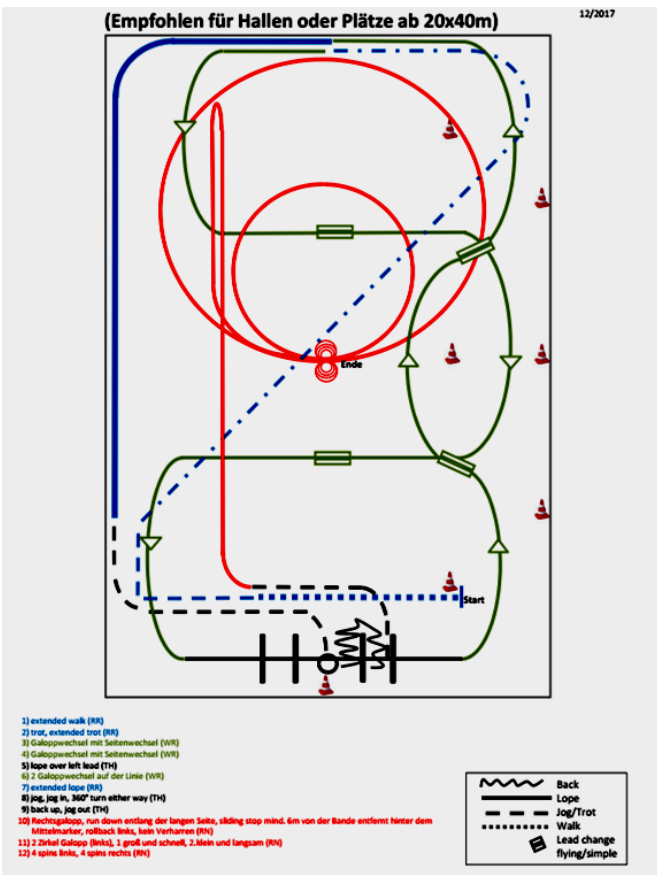 (Empfohlen für Hallen oder Plätze ab 20x40m)
12/2017
Ende
Start
1) extended walk (RR)
2) trot, extended trot (RR)
3) Galoppwechsel mit Seitenwechsel (WR)
4) Galoppwechsel mit Seitenwechsel (WR)
5) lope over left lead (TH)
6) 2 Galoppwechsel auf der Linie (WR)
7) extended lope (RR)
8) jog, jog in, 360° turn either way (TH)
9) back up, jog out (TH)
10) Rechtsgalopp, run down entlang der langen Seite, sliding stop mind. 6m von der Bande entfernt hinter dem
Mittelmarker, rollback links, kein Verharren (RN)
11) 2 Zirkel Galopp (links), 1 groß und schnell, 2.klein und langsam (RN)
12) 4 spins links, 4 spins rechts (RN)
Back
Lope
Jog/Trot
Walk
Lead change
flying/simple